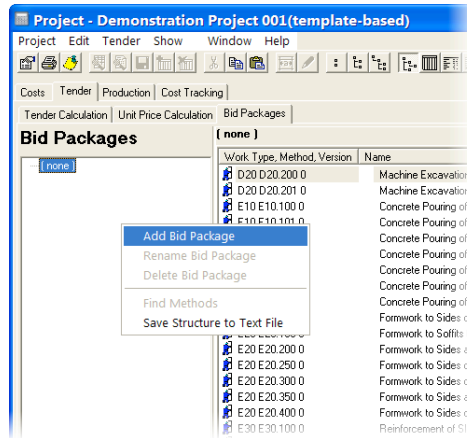 Project - Demonstration Project 001(template-based)
Project Edit Tender Show Window Help
Costs Tender Production Cost Tracking
Tender Calculation Unit Price Calculation Bid Packages
Bid Packages
( none )
( none )
Work Type, Method, Version Name
D20 D20.200 0 Machine Excavation
D20 D20.201 0 Machine Excavation
E10 E10.100 0 Concrete Pouring of
E10 E10.101 0 Concrete Pouring of
Add Bid Package
Concrete Pouring of
Rename Bid Package
Concrete Pouring of
Delete Bid Package
Concrete Pouring of
Concrete Pouring of
Find Methods
Formwork to Sides
Save Structure to Text File
Formwork to Soffits
E20 E20.200 0 Formwork to Sides
E20 E20.250 0 Formwork to Sides
E20 E20.300 0 Formwork to Sides
E20 E20.350 0 Formwork to Sides
E20 E20.400 0 Formwork to Sides
E30 E30.100 0 Reinforcement of